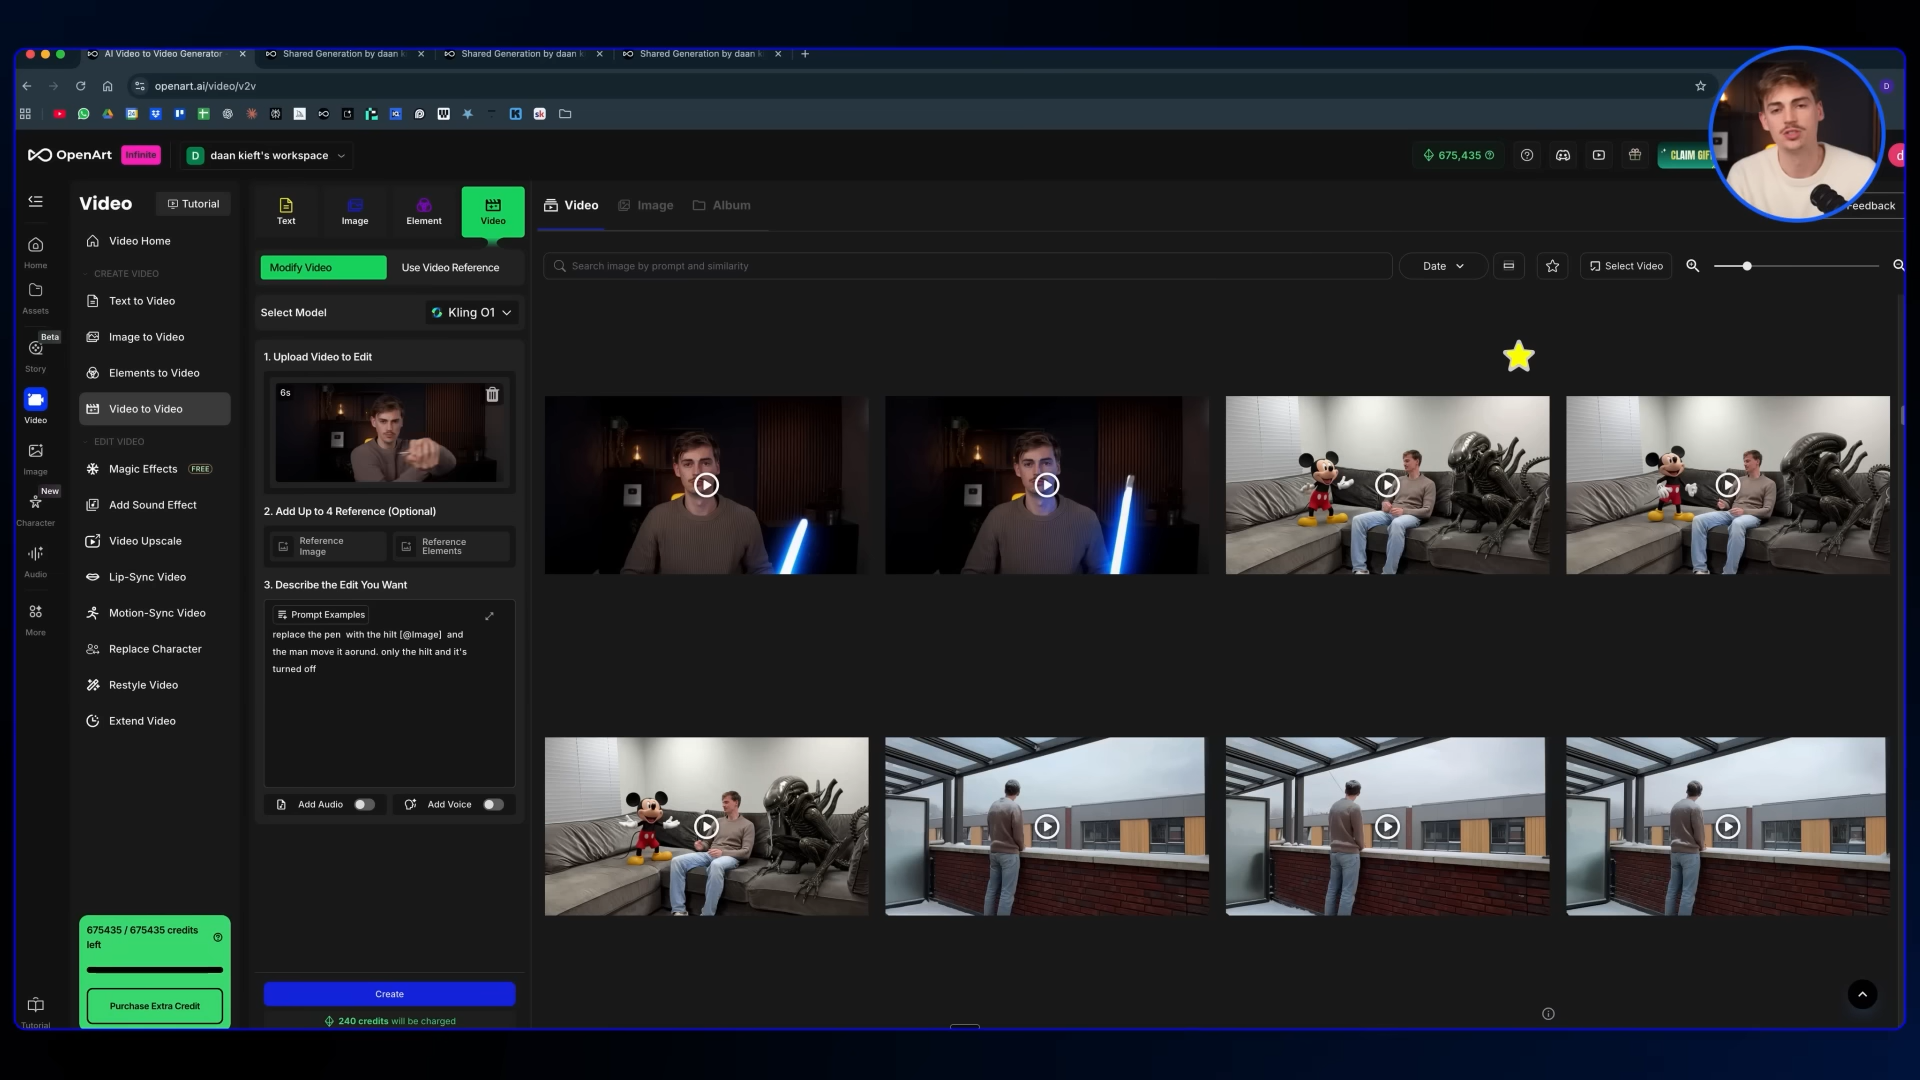 AI Video to Video Generator
Shared Generation by daan k
Shared Generation by daan k
Shared Generation by daan k
openart.ai/video/v2v
OpenArt
Infinite
D
daan kieft's workspace
675,435
CLAIM GIF
Video
Tutorial
Text
Image
Element
Video
Video
Image
Album
Feedback
Video Home
Home
CREATE VIDEO
Modify Video
Use Video Reference
Search image by prompt and similarity
Date
Select Video
Text to Video
Assets
Select Model
Kling O1
Image to Video
Beta
Story
1. Upload Video to Edit
Elements to Video
6s
Video
Video to Video
EDIT VIDEO
Image
Magic Effects
FREE
New
Character
Add Sound Effect
2. Add Up to 4 Reference (Optional)
Reference Image
Reference Elements
Video Upscale
Audio
Lip-Sync Video
3. Describe the Edit You Want
Motion-Sync Video
Prompt Examples
More
replace the pen  with the hilt [@Image]  and
the man move it aorund. only the hilt and it's
turned off
Replace Character
Restyle Video
Extend Video
Add Audio
Add Voice
675435 / 675435 credits
left
Purchase Extra Credit
Create
240 credits will be charged
Tutorial